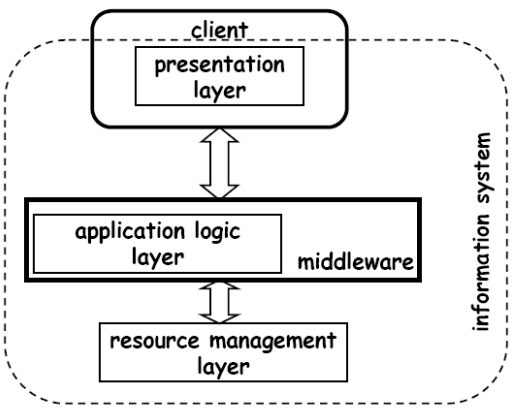 client
presentation
layer
application logic
layer
middleware
resource management
layer
information system